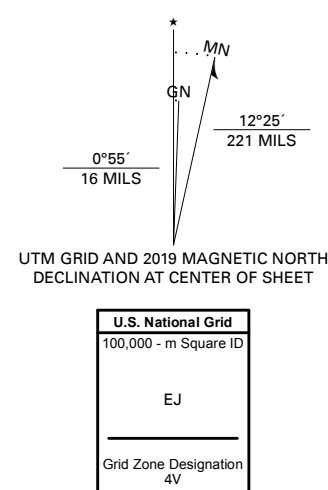 ★
MN
GN
12°25´
221 MILS
0°55´
16 MILS
UTM GRID AND 2019 MAGNETIC NORTH
DECLINATION AT CENTER OF SHEET
U.S. National Grid
100,000 - m Square ID
EJ
Grid Zone Designation
4V